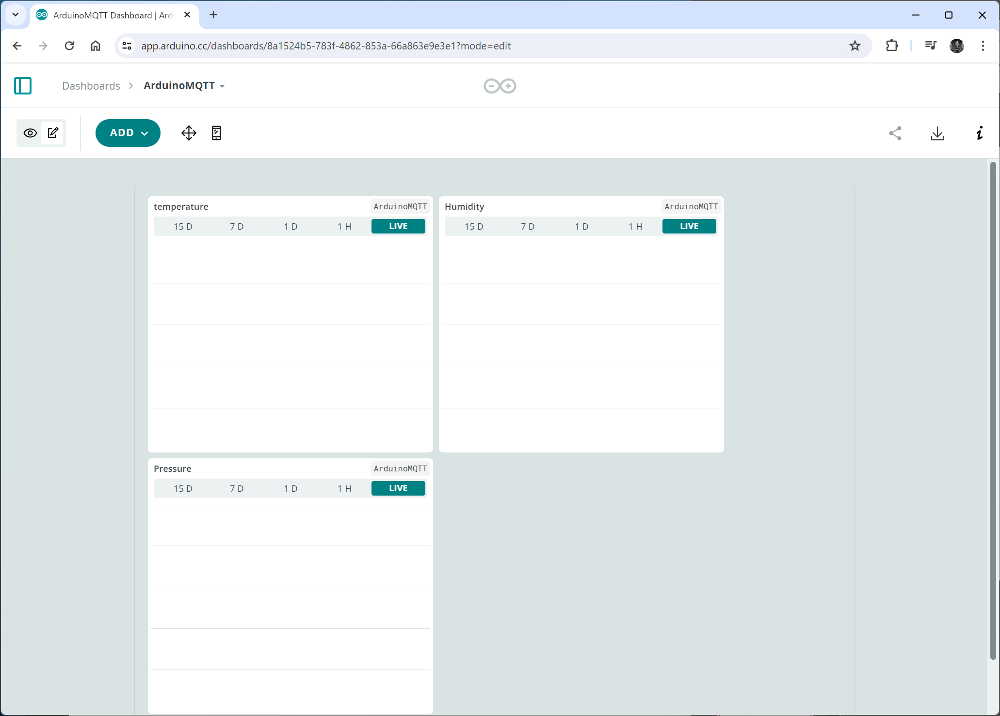 ArduinoMQTT Dashboard | Ard
app.arduino.cc/dashboards/8a1524b5-783f-4862-853a-66a863e9e3e1?mode=edit
Dashboards > ArduinoMQTT
ADD
temperature ArduinoMQTT
15 D 7 D 1 D 1 H LIVE
Humidity ArduinoMQTT
15 D 7 D 1 D 1 H LIVE
Pressure ArduinoMQTT
15 D 7 D 1 D 1 H LIVE